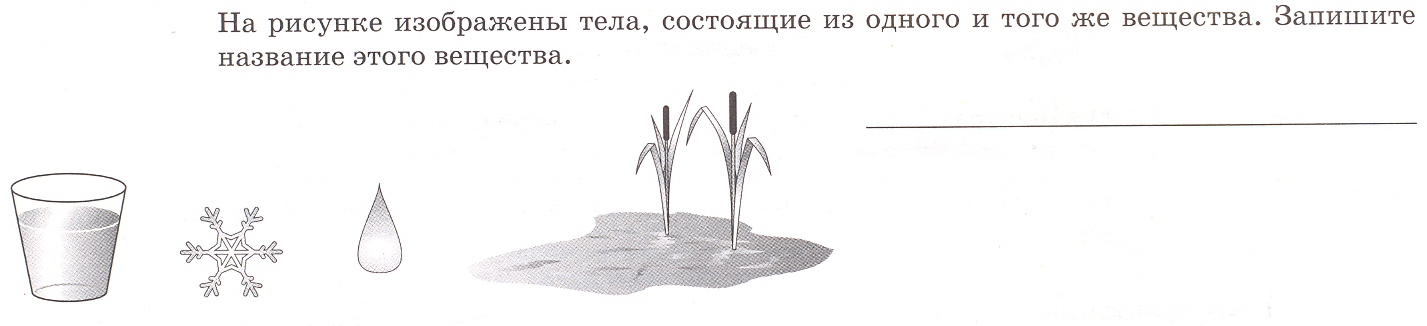 На рисунке изображены тела, состоящие из одного и того же вещества. Запишите
название этого вещества.